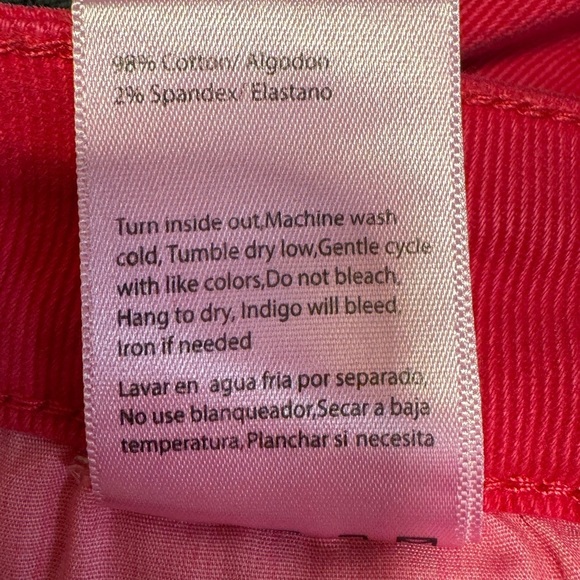 98% Cotton/ Algodon
2% Spandex/ Elastano
Turn inside out,Machine wash
cold, Tumble dry low,Gentle cycle
with like colors,Do not bleach,
Hang to dry, Indigo will bleed,
Iron if needed
Lavar en agua fria por separado,
No use blanqueador,Secar a baja
temperatura,Planchar si necesita